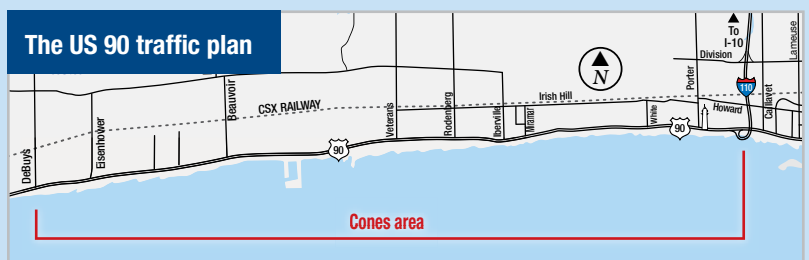 The US 90 traffic plan
To
I-10
Division
Lameuse
N
Porter
110
Caillavet
Beauvoir
CSX RAILWAY
Irish Hill
Howard
White
Eisenhower
Veterans
Rodenberg
Iberville
Miramar
90
90
DeBuys
Cones area